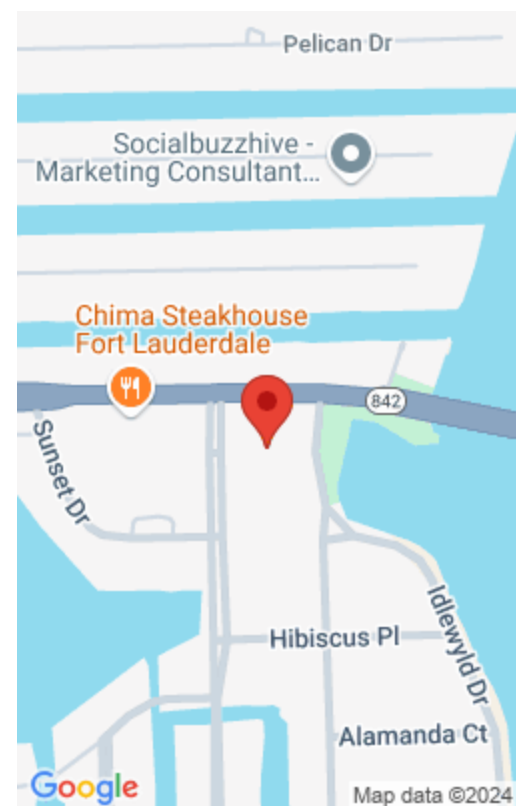 Pelican Dr
Socialbuzzhive -
Marketing Consultant...
Chima Steakhouse
Fort Lauderdale
842
Sunset Dr
Idlewyld Dr
Hibiscus Pl
Alamanda Ct
Google
Map data ©2024